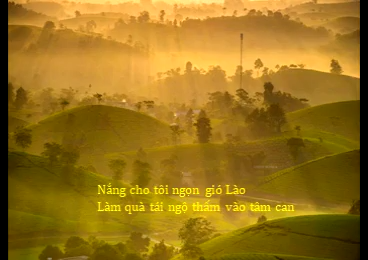 Nắng cho tôi ngọn gió Lào
Làm quà tái ngộ thấm vào tâm can